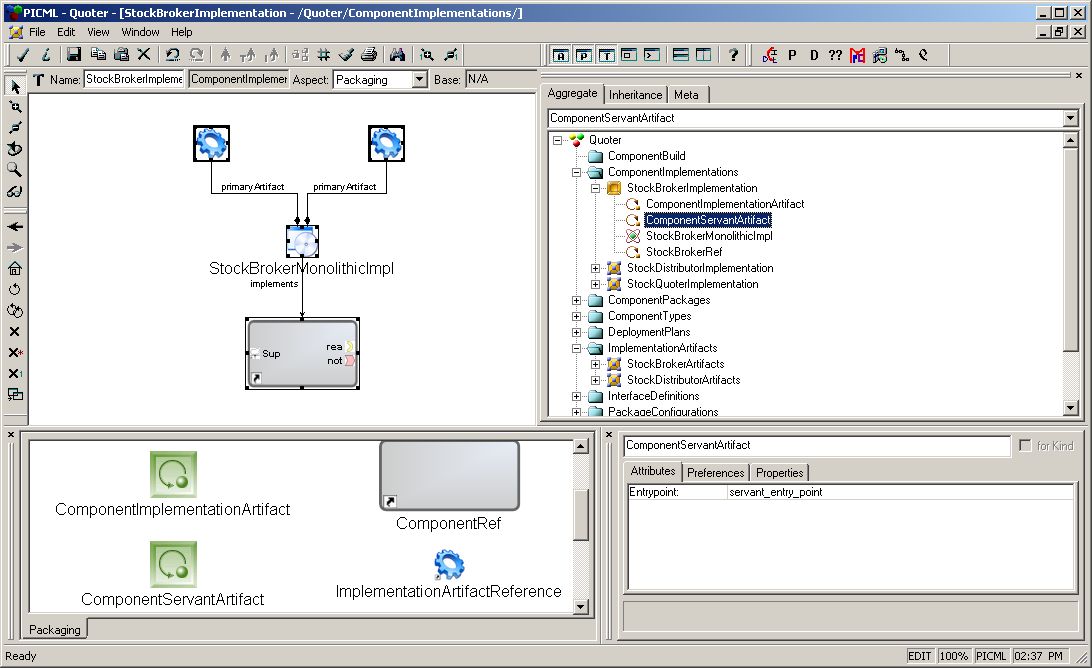 PICML - Quoter - [StockBrokerImplementation - /Quoter/ComponentImplementations/]
File Edit View Window Help
A P T ? P D ??
T Name: StockBrokerImpleme ComponentImplemer Aspect: Packaging Base: N/A
primaryArtifact primaryArtifact
StockBrokerMonolithicImpl
implements
Sup rea
not
Aggregate Inheritance Meta
ComponentServantArtifact
Quoter
ComponentBuild
ComponentImplementations
StockBrokerImplementation
ComponentImplementationArtifact
ComponentServantArtifact
StockBrokerMonolithicImpl
StockBrokerRef
StockDistributorImplementation
StockQuoterImplementation
ComponentPackages
ComponentTypes
DeploymentPlans
ImplementationArtifacts
StockBrokerArtifacts
StockDistributorArtifacts
InterfaceDefinitions
PackageConfigurations
ComponentImplementationArtifact
ComponentRef
ComponentServantArtifact
ImplementationArtifactReference
Packaging
ComponentServantArtifact for Kind
Attributes Preferences Properties
Entrypoint: servant_entry_point
Ready EDIT 100% PICML 02:37 PM